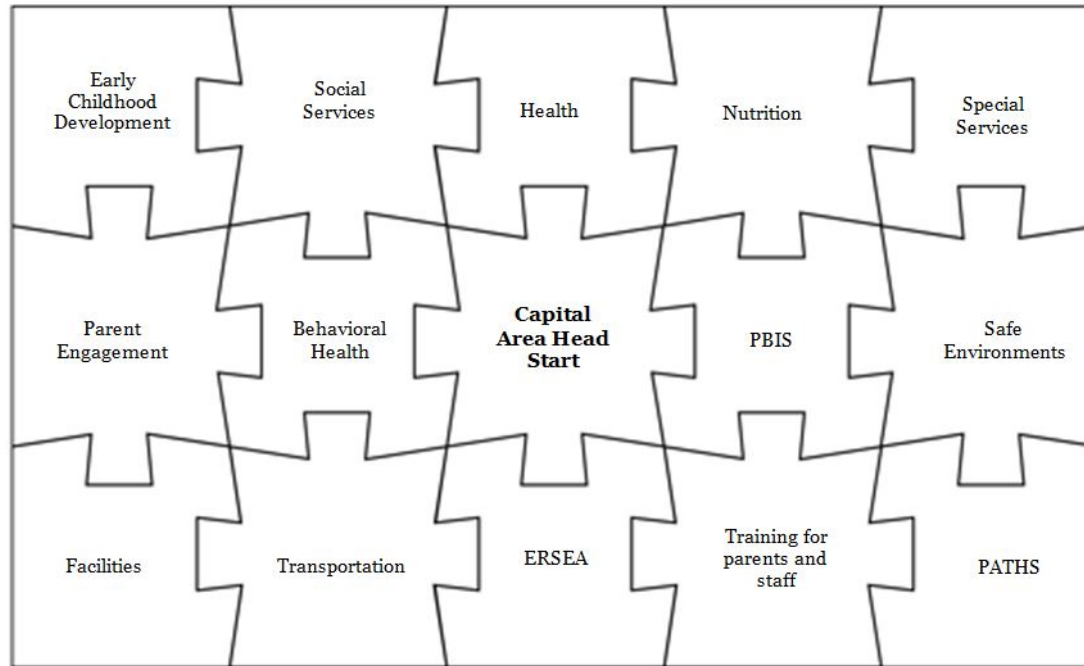 Early
Childhood
Development
Social
Services
Health
Nutrition
Special
Services
Parent
Engagement
Behavioral
Health
Capital
Area Head
Start
PBIS
Safe
Environments
Facilities
Transportation
ERSEA
Training for
parents and
staff
PATHS